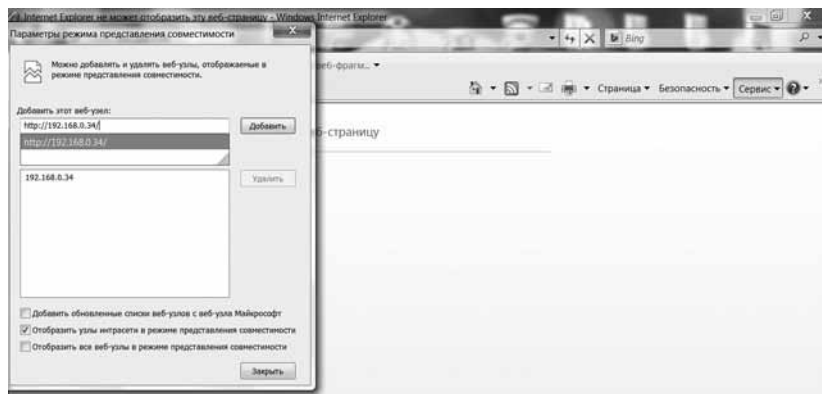 Internet Explorer не может отобразить эту веб-страницу - Windows Internet Explorer
Параметры режима представления совместимости
Bing
Можно добавлять и удалять веб-узлы, отображаемые в
режиме представления совместимости.
веб-фрагм...
Страница Безопасность Сервис
Добавить этот веб-узел:
http://192.168.0.34/
Добавить
б-страницу
http://192.168.0.34/
192.168.0.34
Удалить
Добавить обновленные списки веб-узлов с веб-узла Майкрософт
Отобразить узлы интрасети в режиме представления совместимости
Отобразить все веб-узлы в режиме представления совместимости
Закрыть